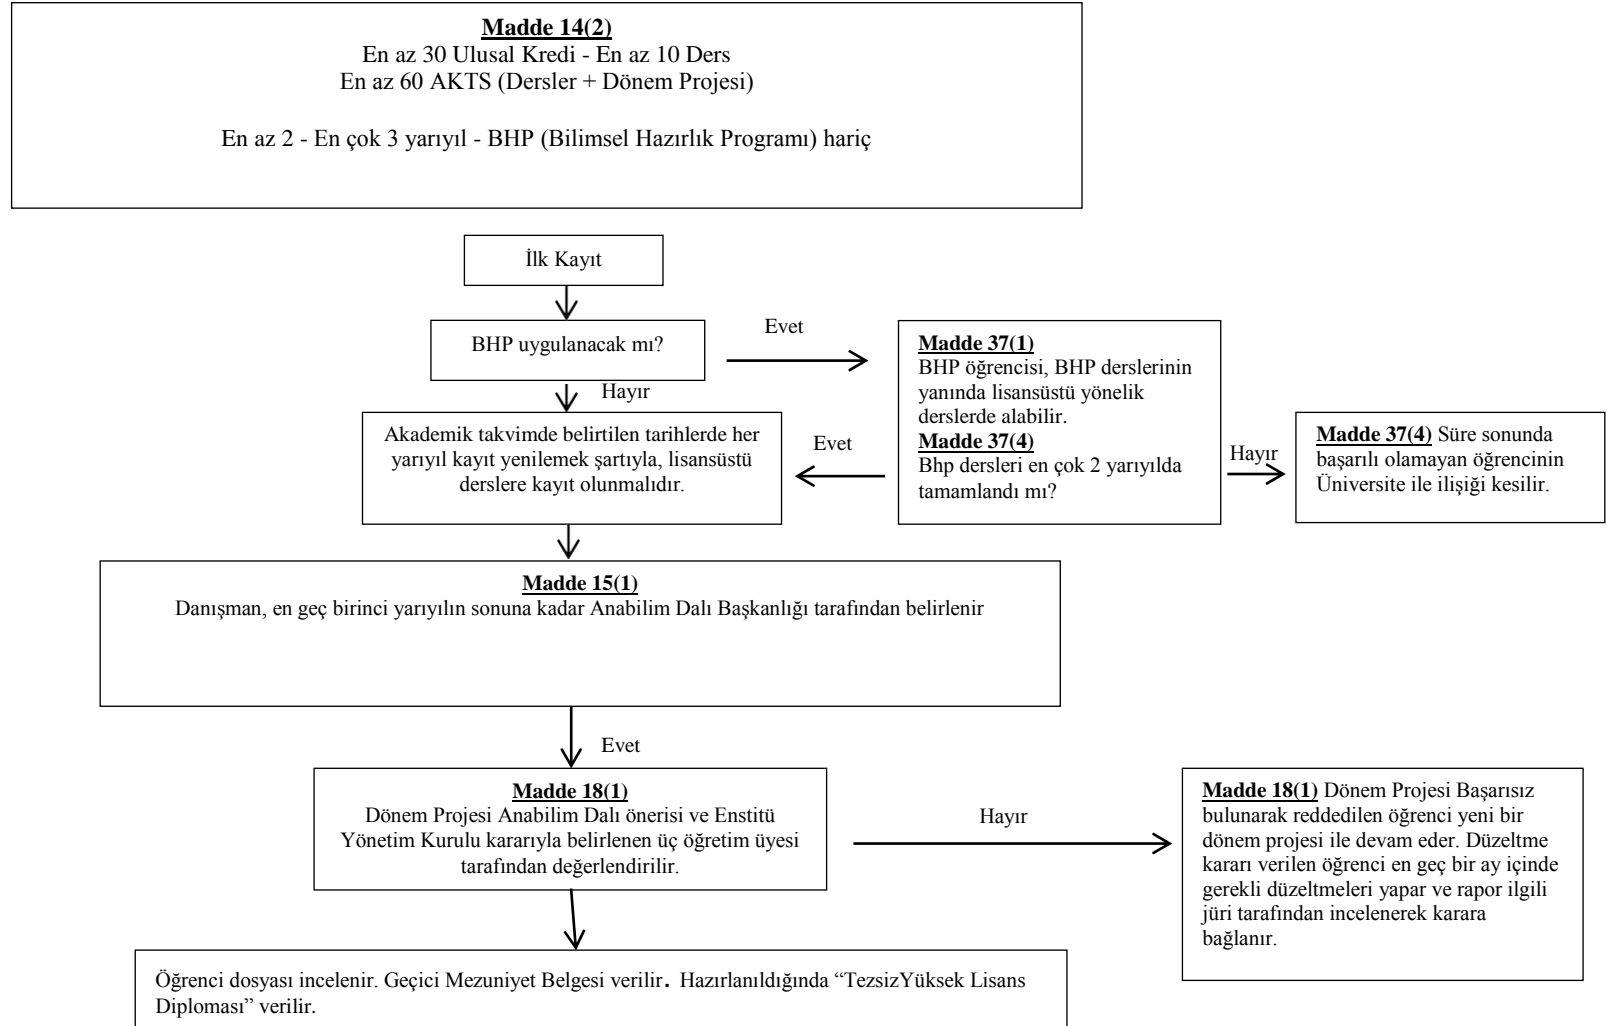 Madde 14(2)
En az 30 Ulusal Kredi - En az 10 Ders
En az 60 AKTS (Dersler + Dönem Projesi)
En az 2 - En çok 3 yarıyıl - BHP (Bilimsel Hazırlık Programı) hariç
İlk Kayıt
BHP uygulanacak mı?
Evet
Madde 37(1)
BHP öğrencisi, BHP derslerinin
yanında lisansüstü yönelik
derslerde alabilir.
Madde 37(4)
Bhp dersleri en çok 2 yarıyılda
tamamlandı mı?
Hayır
Akademik takvimde belirtilen tarihlerde her
yarıyıl kayıt yenilemek şartıyla, lisansüstü
derslere kayıt olunmalıdır.
Evet
Hayır
Madde 37(4) Süre sonunda
başarılı olamayan öğrencinin
Üniversite ile ilişiği kesilir.
Madde 15(1)
Danışman, en geç birinci yarıyılın sonuna kadar Anabilim Dalı Başkanlığı tarafından belirlenir
Evet
Madde 18(1)
Dönem Projesi Anabilim Dalı önerisi ve Enstitü
Yönetim Kurulu kararıyla belirlenen üç öğretim üyesi
tarafından değerlendirilir.
Hayır
Madde 18(1) Dönem Projesi Başarısız
bulunarak reddedilen öğrenci yeni bir
dönem projesi ile devam eder. Düzeltme
kararı verilen öğrenci en geç bir ay içinde
gerekli düzeltmeleri yapar ve rapor ilgili
jüri tarafından incelenerek karara
bağlanır.
Öğrenci dosyası incelenir. Geçici Mezuniyet Belgesi verilir. Hazırlanıldığında “TezsizYüksek Lisans
Diploması” verilir.